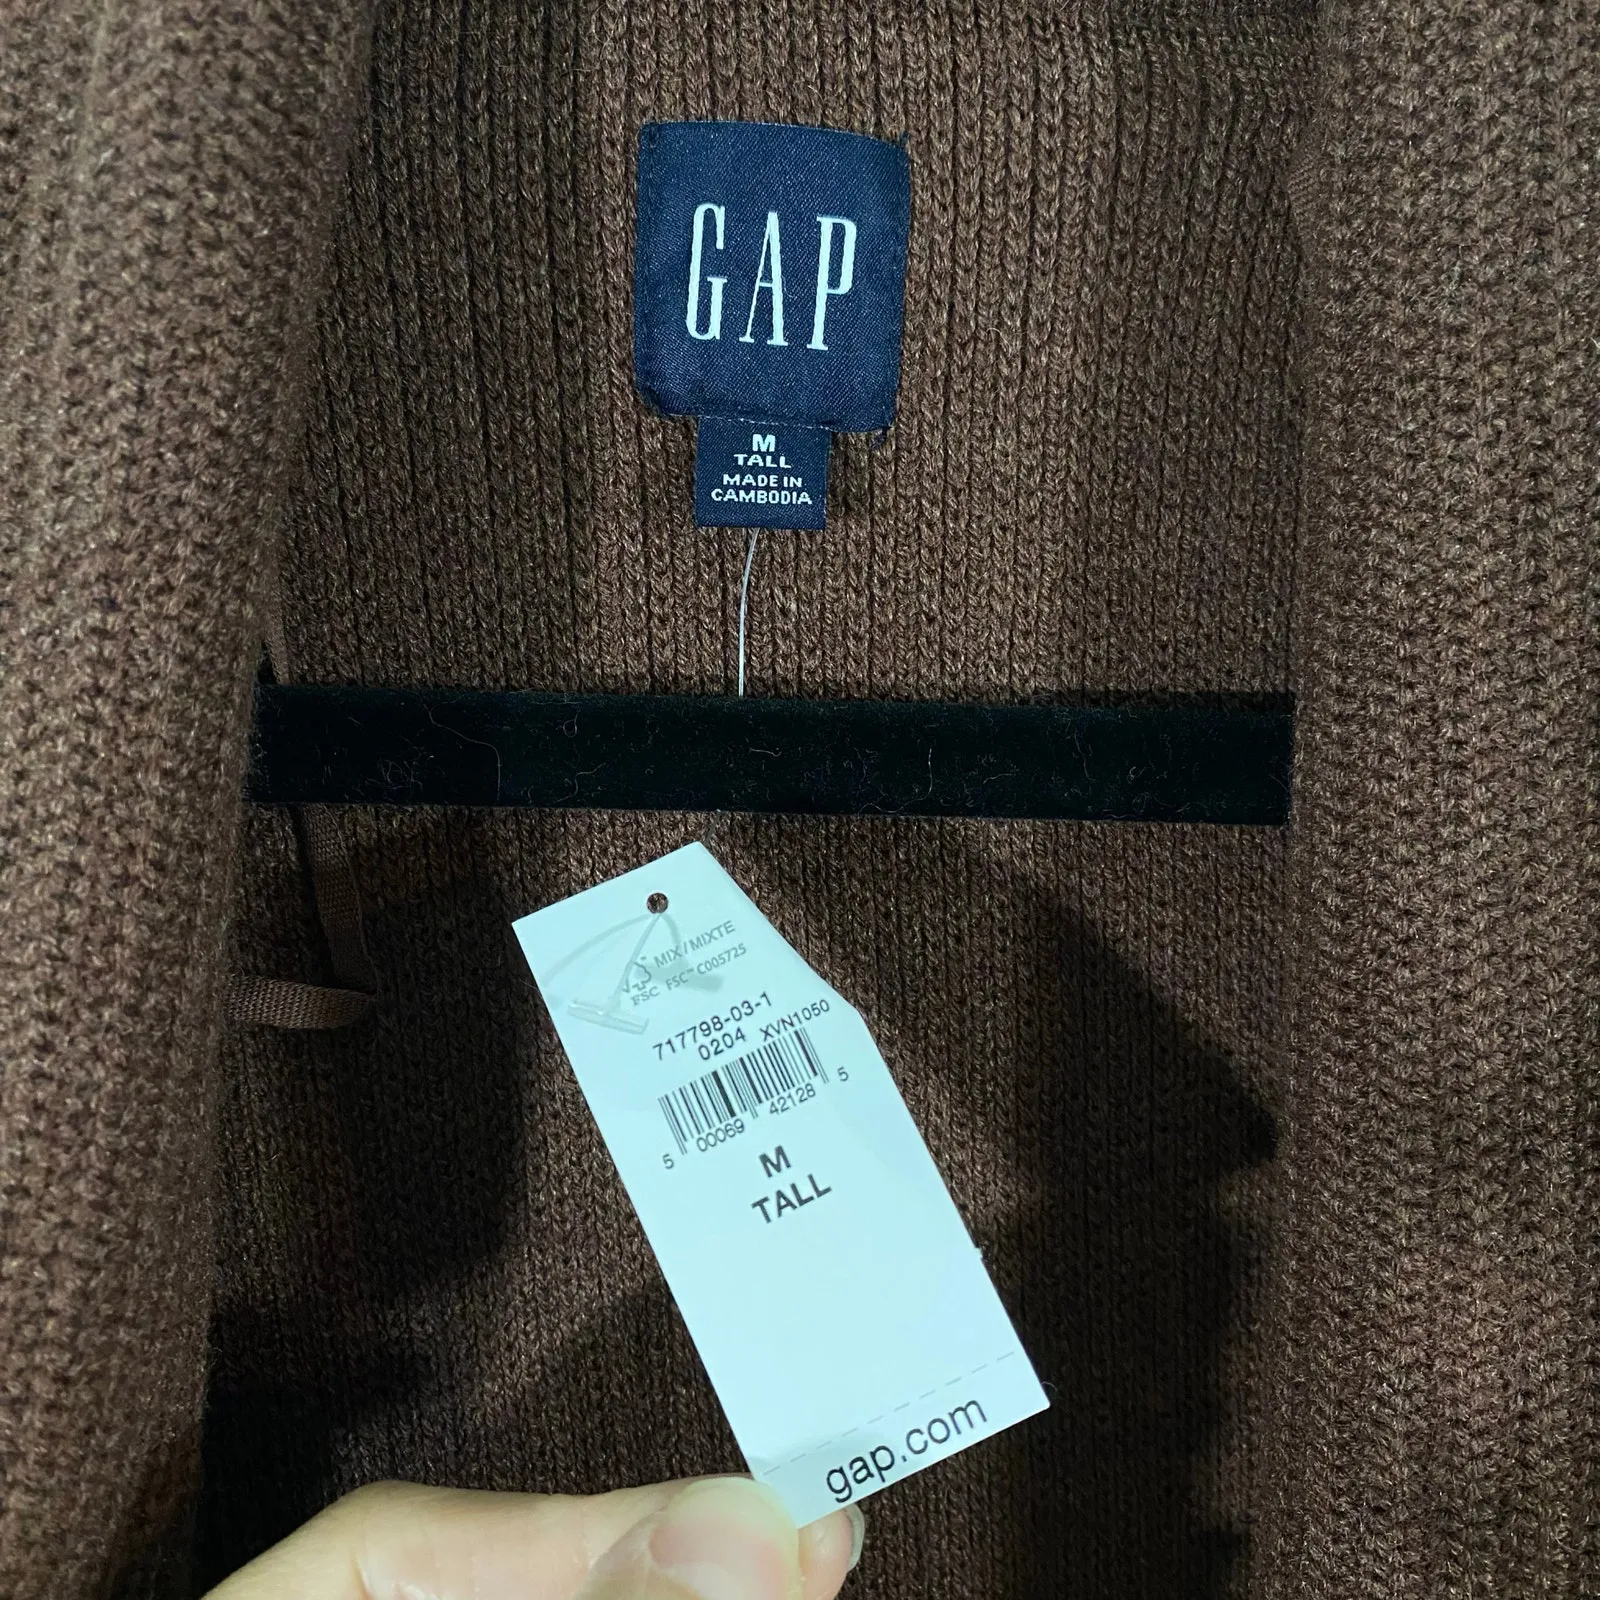 GAP
M
TALL
MADE IN
CAMBODIA
MIX / MIXTE
FSC FSC™ C005725
717798-03-1
0204 XVN1050
5 00069 42128 5
M
TALL
gap.com